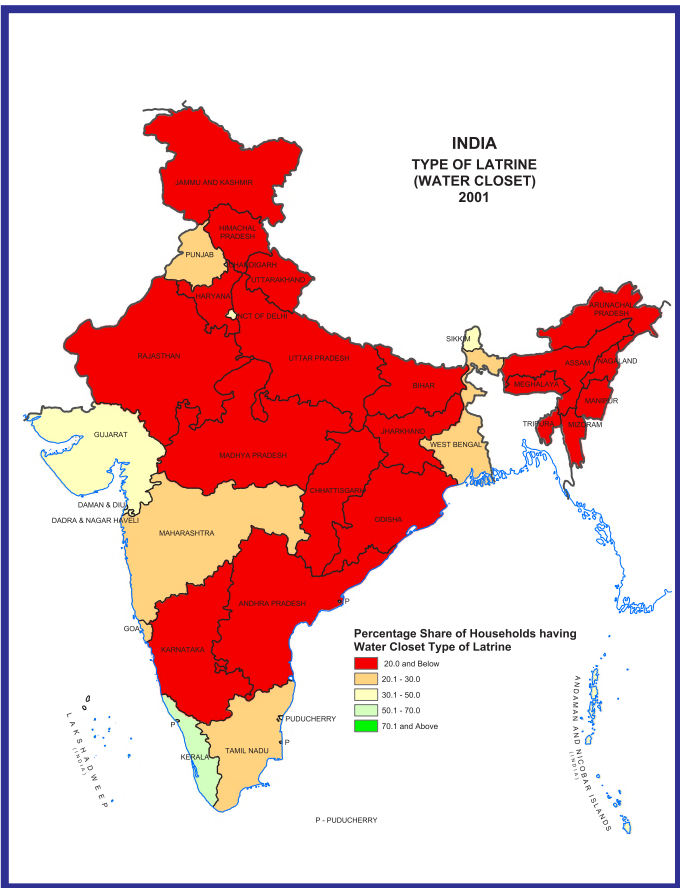 INDIA
TYPE OF LATRINE
(WATER CLOSET)
2001
JAMMU AND KASHMIR
HIMACHAL
PRADESH
PUNJAB
CHANDIGARH
UTTARAKHAND
HARYANA
NCT OF DELHI
ARUNACHAL
PRADESH
SIKKIM
RAJASTHAN
UTTAR PRADESH
ASSAM
NAGALAND
BIHAR
MEGHALAYA
MANIPUR
TRIPURA
MIZORAM
GUJARAT
JHARKHAND
WEST BENGAL
MADHYA PRADESH
CHHATTISGARH
DAMAN & DIU
DADRA & NAGAR HAVELI
ODISHA
MAHARASHTRA
ANDHRA PRADESH
P
GOA
KARNATAKA
Percentage Share of Households having
Water Closet Type of Latrine
20.0 and Below
20.1 - 30.0
30.1 - 50.0
50.1 - 70.0
70.1 and Above
LAKSHADWEEP
(INDIA)
P
PUDUCHERRY
P
KERALA
TAMIL NADU
ANDAMAN AND NICOBAR ISLANDS
(INDIA)
P - PUDUCHERRY